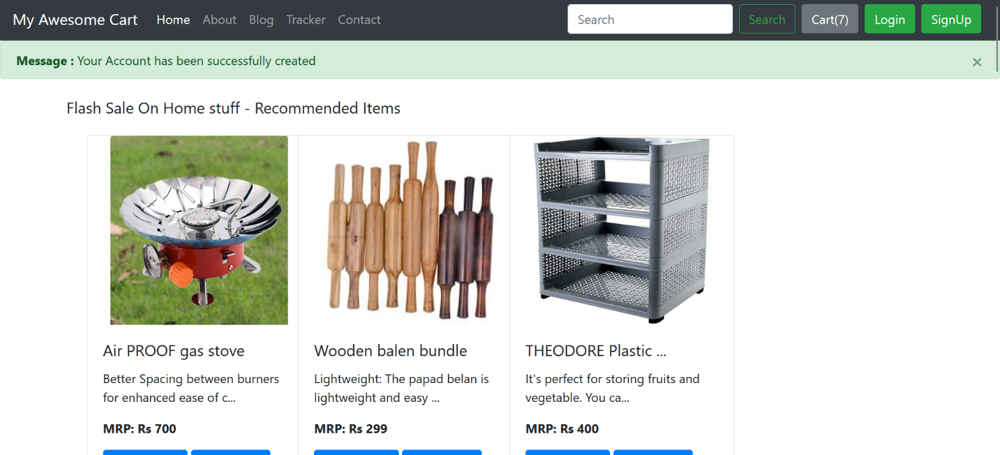 My Awesome Cart Home About Blog Tracker Contact Search Search Cart(7) Login SignUp
Message : Your Account has been successfully created ×
Flash Sale On Home stuff - Recommended Items
Air PROOF gas stove
Better Spacing between burners
for enhanced ease of c...
MRP: Rs 700
Wooden balen bundle
Lightweight: The papad belan is
lightweight and easy ...
MRP: Rs 299
THEODORE Plastic ...
It's perfect for storing fruits and
vegetable. You ca...
MRP: Rs 400